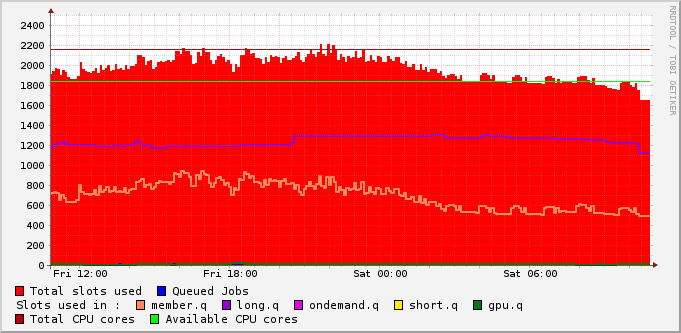 RRDTOOL / TOBI OETIKER
2400
2200
2000
1800
1600
1400
1200
1000
800
600
400
200
0
Fri 12:00 Fri 18:00 Sat 00:00 Sat 06:00
Total slots used Queued Jobs
Slots used in : member.q long.q ondemand.q short.q gpu.q
Total CPU cores Available CPU cores